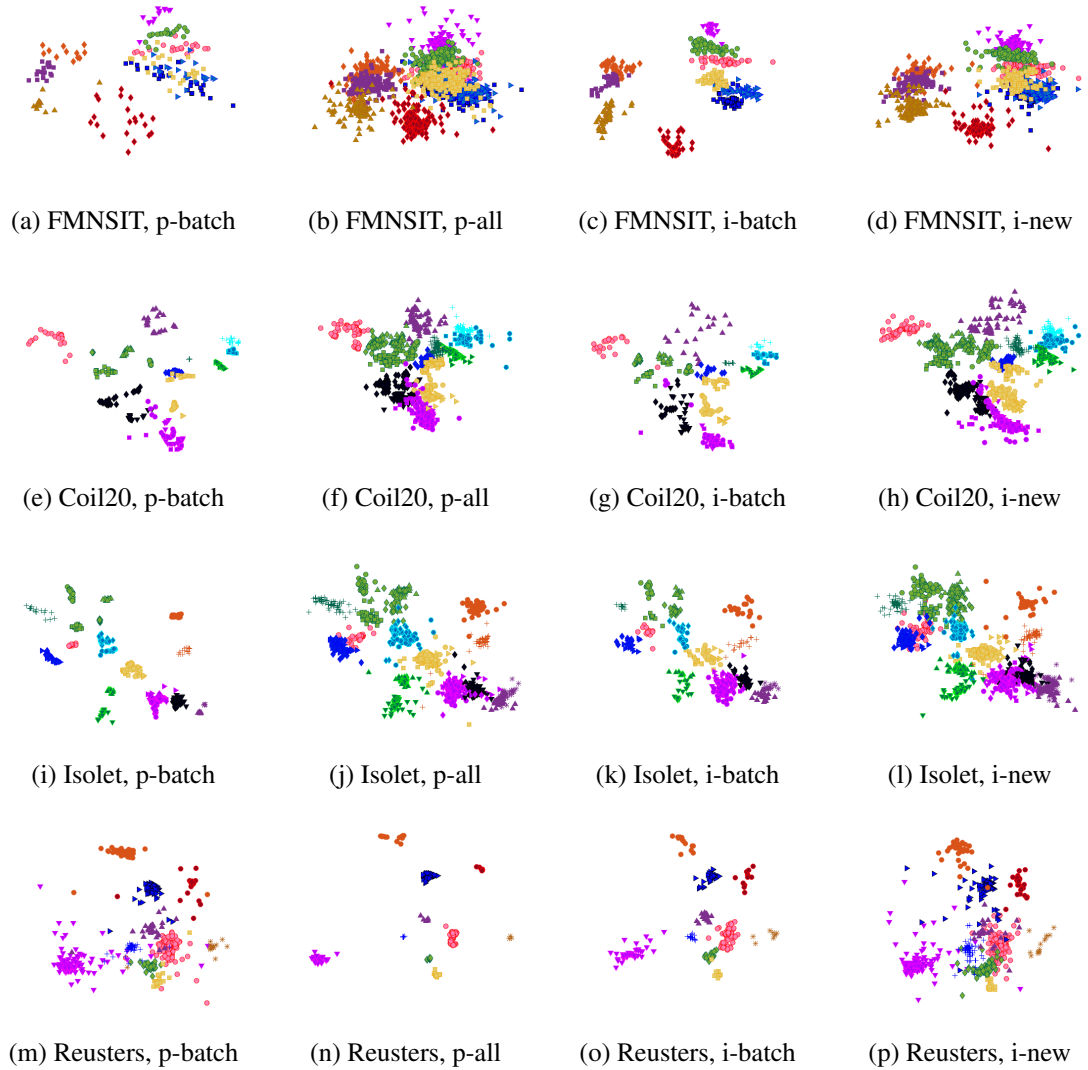 (a) FMNSIT, p-batch
(b) FMNSIT, p-all
(c) FMNSIT, i-batch
(d) FMNSIT, i-new
(e) Coil20, p-batch
(f) Coil20, p-all
(g) Coil20, i-batch
(h) Coil20, i-new
(i) Isolet, p-batch
(j) Isolet, p-all
(k) Isolet, i-batch
(l) Isolet, i-new
(m) Reusters, p-batch
(n) Reusters, p-all
(o) Reusters, i-batch
(p) Reusters, i-new